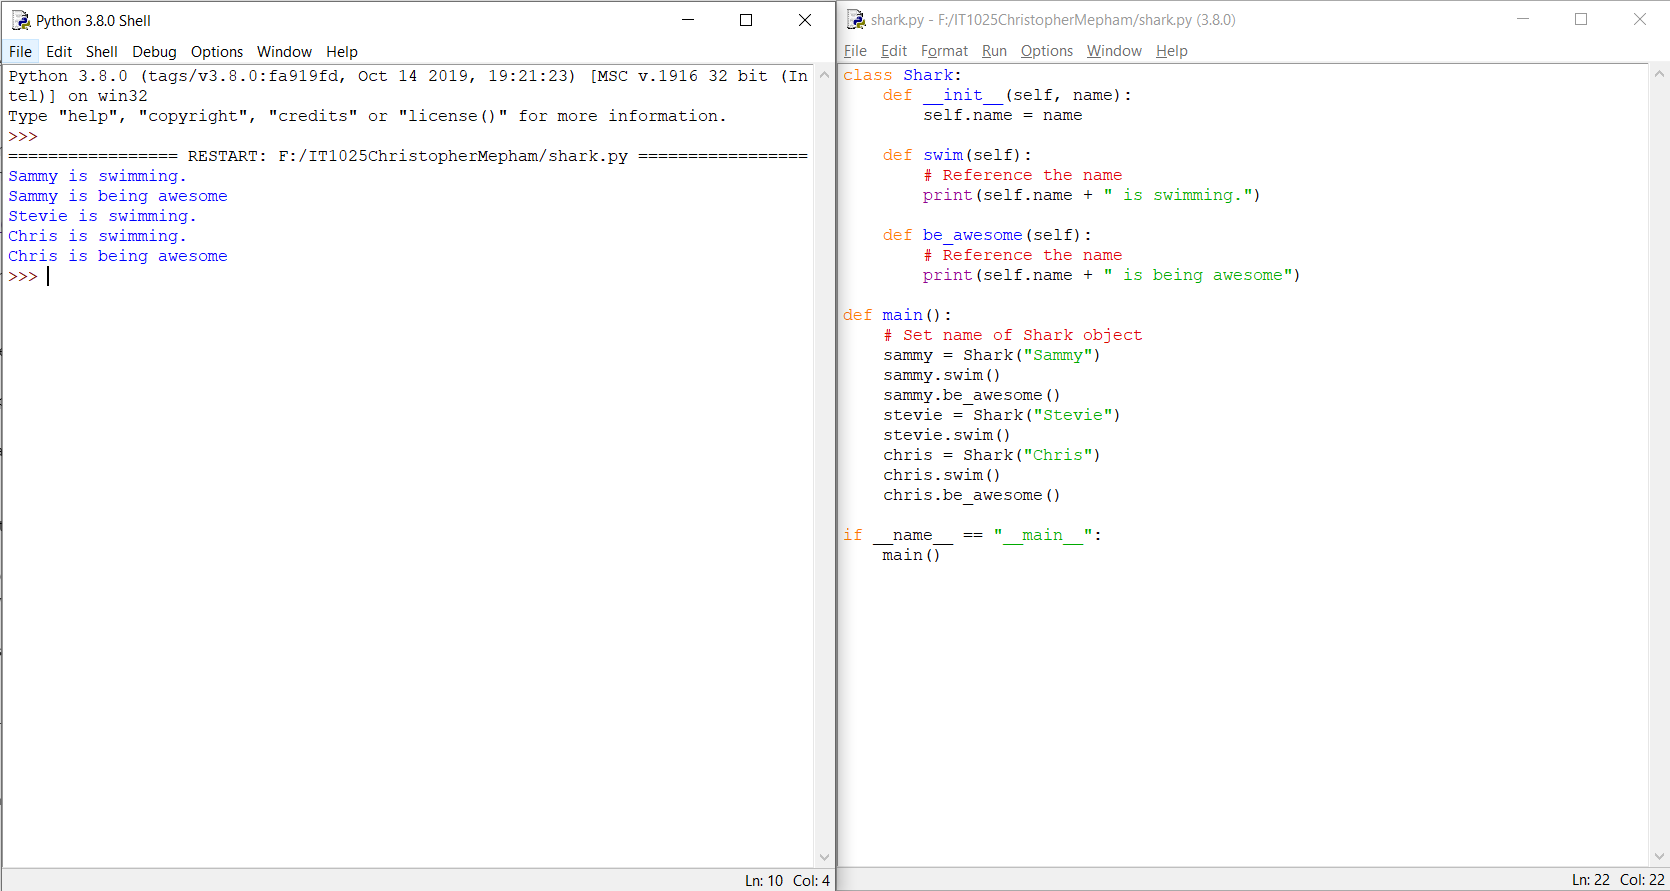 Python 3.8.0 Shell
File Edit Shell Debug Options Window Help
Python 3.8.0 (tags/v3.8.0:fa919fd, Oct 14 2019, 19:21:23) [MSC v.1916 32 bit (In
tel)] on win32
Type "help", "copyright", "credits" or "license()" for more information.
>>>
================= RESTART: F:/IT1025ChristopherMepham/shark.py =================
Sammy is swimming.
Sammy is being awesome
Stevie is swimming.
Chris is swimming.
Chris is being awesome
>>>
Ln: 10 Col: 4
shark.py - F:/IT1025ChristopherMepham/shark.py (3.8.0)
File Edit Format Run Options Window Help
class Shark:
    def __init__(self, name):
        self.name = name

    def swim(self):
        # Reference the name
        print(self.name + " is swimming.")

    def be_awesome(self):
        # Reference the name
        print(self.name + " is being awesome")

def main():
    # Set name of Shark object
    sammy = Shark("Sammy")
    sammy.swim()
    sammy.be_awesome()
    stevie = Shark("Stevie")
    stevie.swim()
    chris = Shark("Chris")
    chris.swim()
    chris.be_awesome()

if __name__ == "__main__":
    main()
Ln: 22 Col: 22